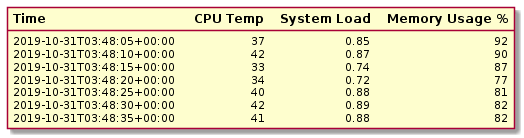 Time CPU Temp System Load Memory Usage %
2019-10-31T03:48:05+00:00 37 0.85 92
2019-10-31T03:48:10+00:00 42 0.87 90
2019-10-31T03:48:15+00:00 33 0.74 87
2019-10-31T03:48:20+00:00 34 0.72 77
2019-10-31T03:48:25+00:00 40 0.88 81
2019-10-31T03:48:30+00:00 42 0.89 82
2019-10-31T03:48:35+00:00 41 0.88 82